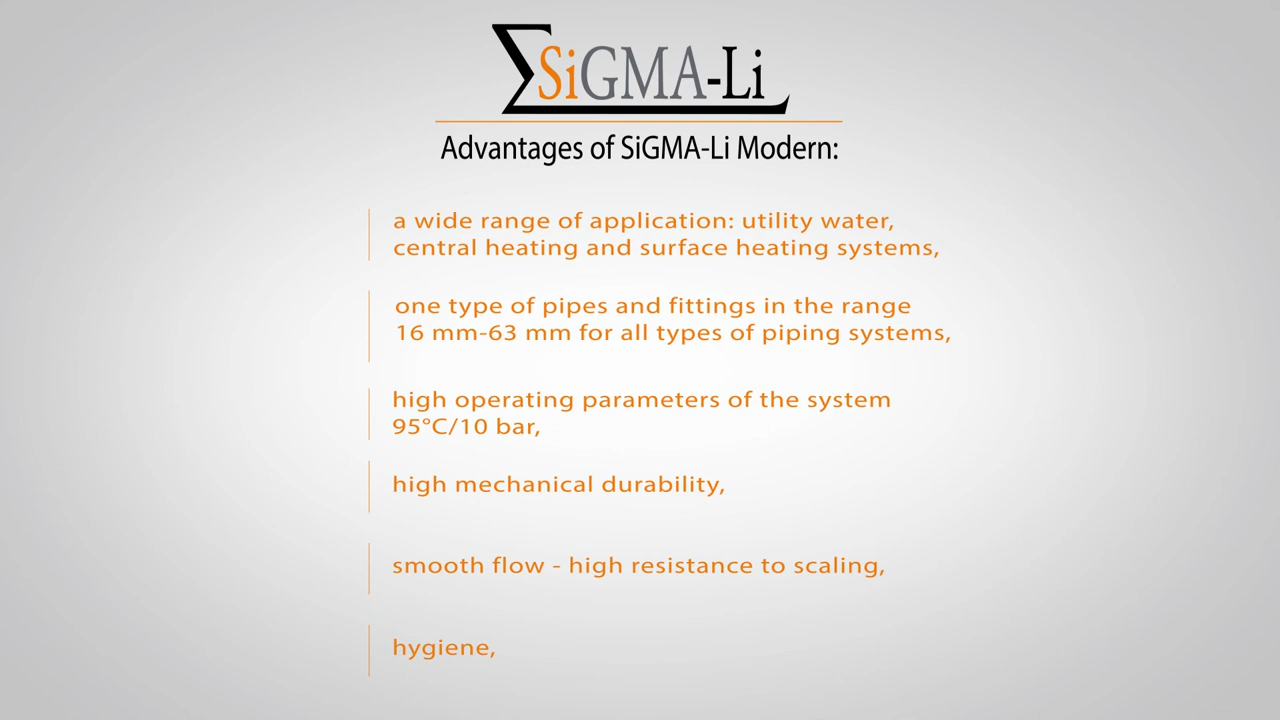 ΣSiGMA-Li
Advantages of SiGMA-Li Modern:
a wide range of application: utility water,
central heating and surface heating systems,
one type of pipes and fittings in the range
16 mm-63 mm for all types of piping systems,
high operating parameters of the system
95°C/10 bar,
high mechanical durability,
smooth flow - high resistance to scaling,
hygiene,